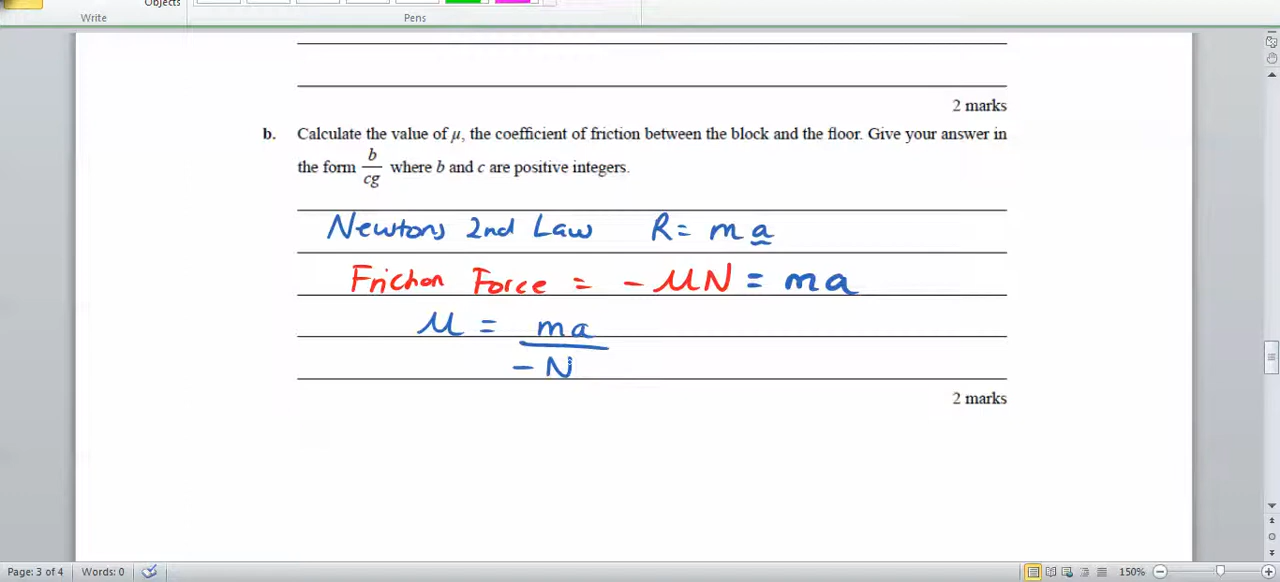 Objects
Write
Pens
2 marks
b. Calculate the value of μ, the coefficient of friction between the block and the floor. Give your answer in
the form b/cg where b and c are positive integers.
Newtons 2nd Law R = ma
Friction Force = - μN = ma
μ = ma
- N
2 marks
Page: 3 of 4 Words: 0 150%